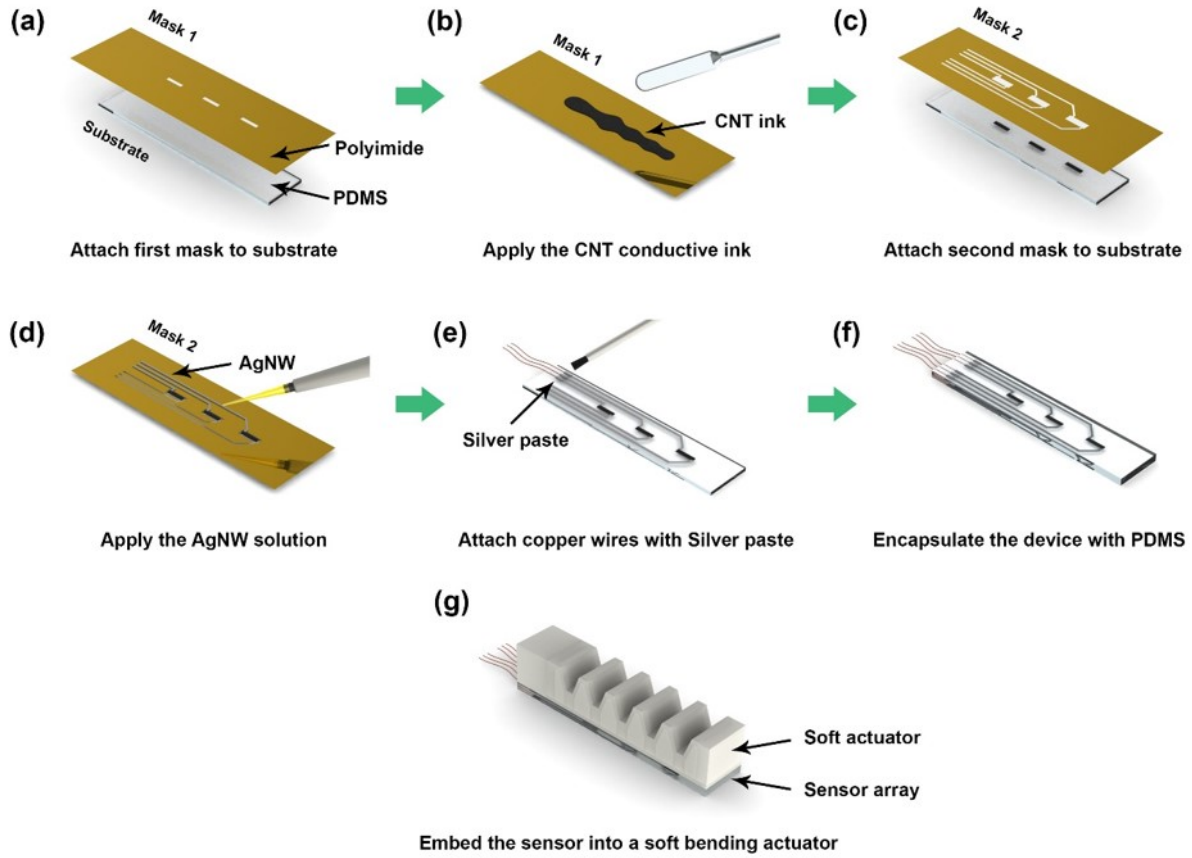 (a)
Mask 1
Substrate
Polyimide
PDMS
Attach first mask to substrate
(b)
Mask 1
CNT ink
Apply the CNT conductive ink
(c)
Mask 2
Attach second mask to substrate
(d)
Mask 2
AgNW
Apply the AgNW solution
(e)
Silver paste
Attach copper wires with Silver paste
(f)
Encapsulate the device with PDMS
(g)
Soft actuator
Sensor array
Embed the sensor into a soft bending actuator